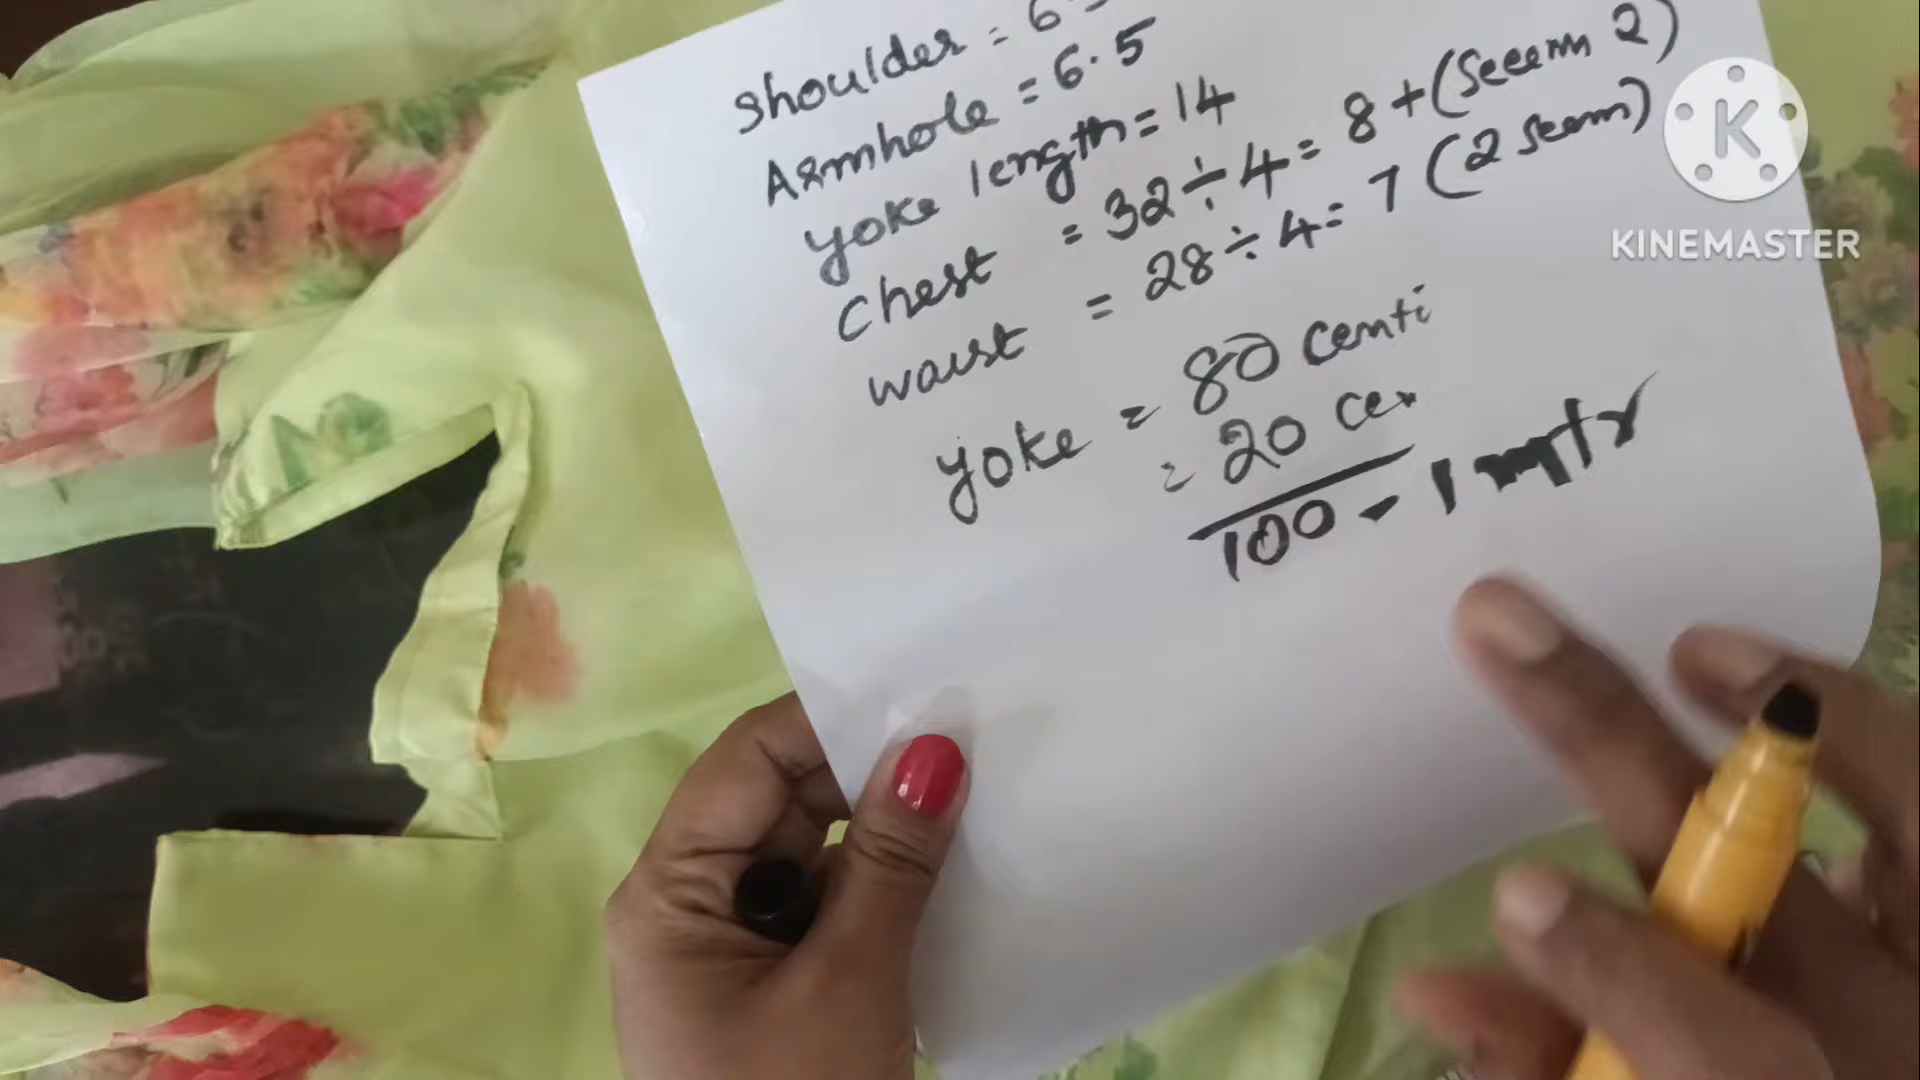 Shoulder = 6.5
Armhole = 6.5
yoke length = 14
Chest = 32 ÷ 4 = 8 + (Seeem 2)
waist = 28 ÷ 4 = 7 (2 seem)
yoke = 80 centi
= 20 cen
100 - 1 mtr
K
KINEMASTER